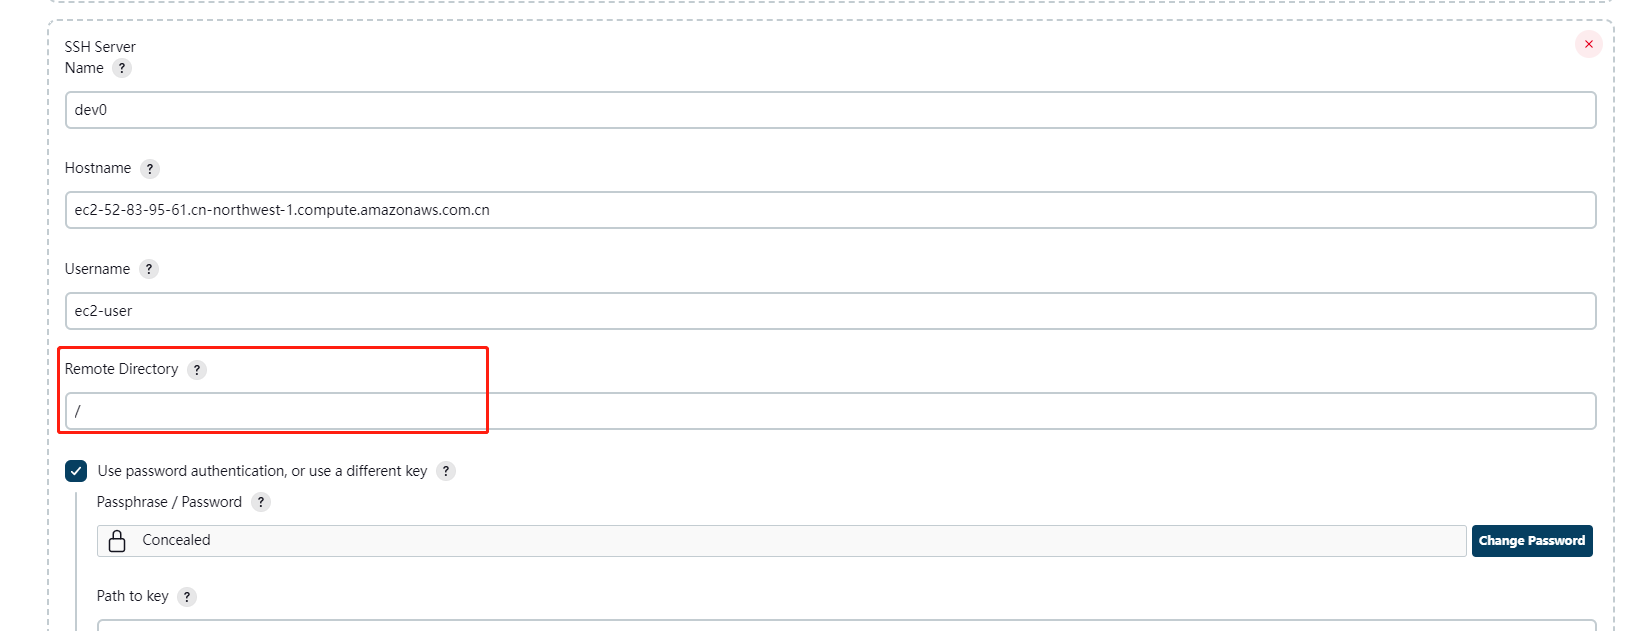 SSH Server
Name ?
dev0
Hostname ?
ec2-52-83-95-61.cn-northwest-1.compute.amazonaws.com.cn
Username ?
ec2-user
Remote Directory ?
/
Use password authentication, or use a different key ?
Passphrase / Password ?
Concealed
Change Password
Path to key ?